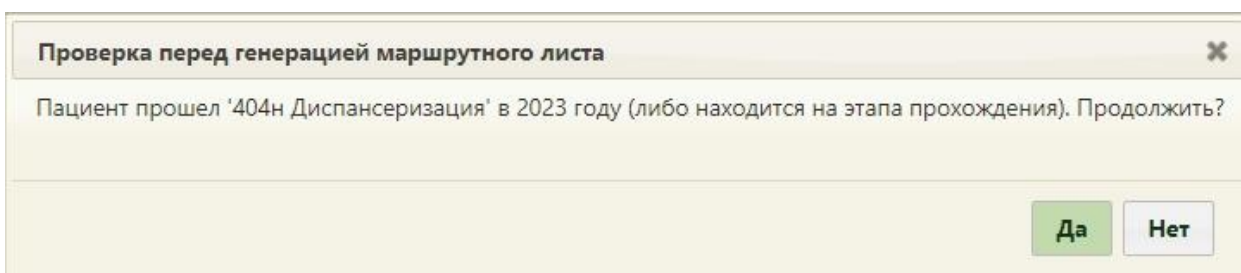 Проверка перед генерацией маршрутного листа
Пациент прошел '404н Диспансеризация' в 2023 году (либо находится на этапа прохождения). Продолжить?
Да Нет